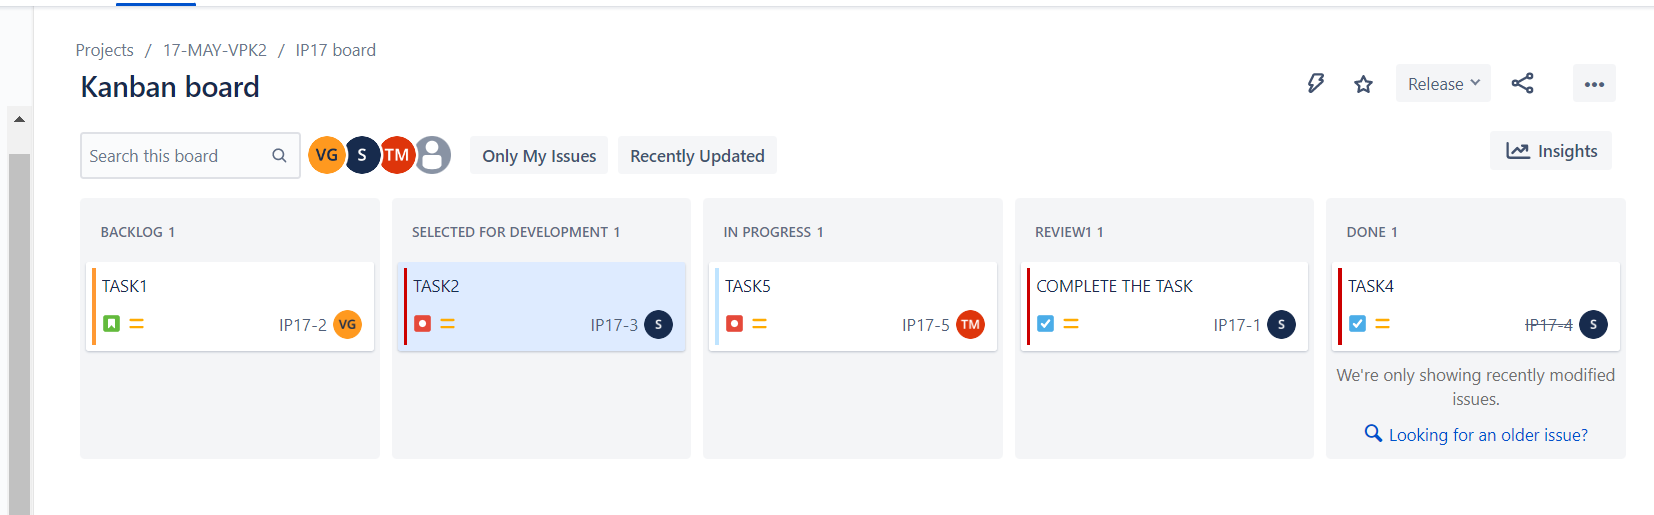 Projects / 17-MAY-VPK2 / IP17 board
Kanban board
Release
Search this board
VG S TM
Only My Issues
Recently Updated
Insights
BACKLOG 1
TASK1
IP17-2 VG
SELECTED FOR DEVELOPMENT 1
TASK2
IP17-3 S
IN PROGRESS 1
TASK5
IP17-5 TM
REVIEW1 1
COMPLETE THE TASK
IP17-1 S
DONE 1
TASK4
IP17-4 S
We're only showing recently modified
issues.
Looking for an older issue?